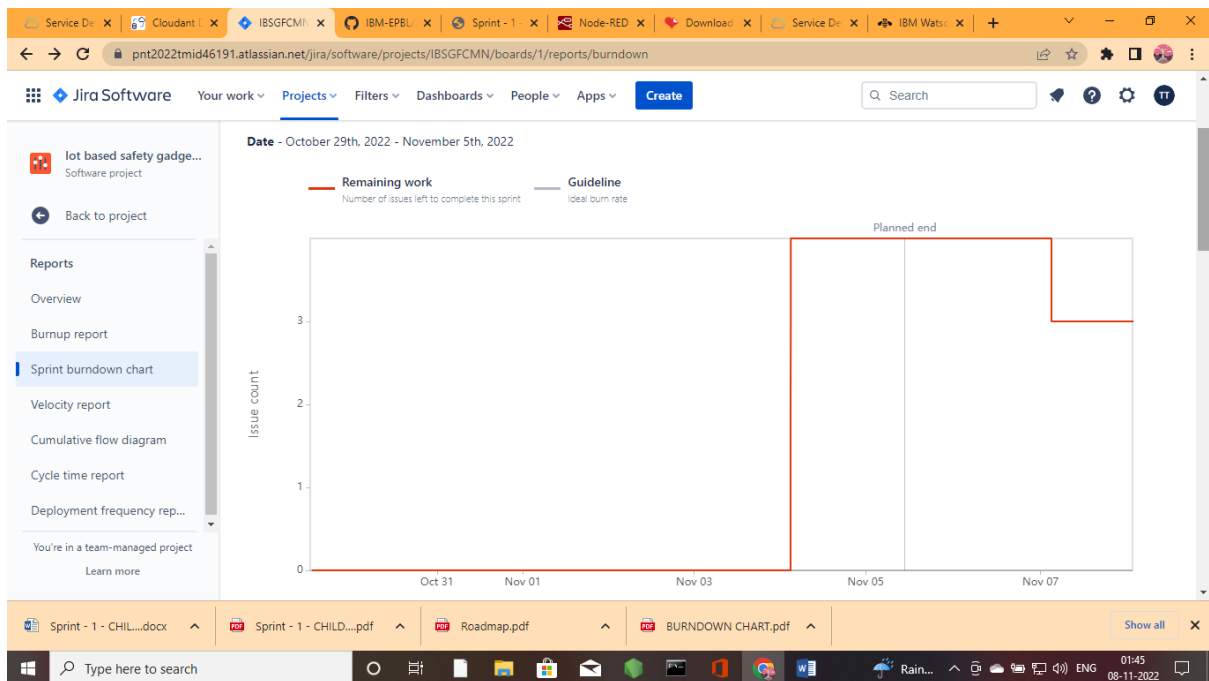 Service De
Cloudant D
IBSGFCMN
IBM-EPBL/
Sprint - 1 -
Node-RED
Download
Service De
IBM Watso
pnt2022tmid46191.atlassian.net/jira/software/projects/IBSGFCMN/boards/1/reports/burndown
Jira Software
Your work
Projects
Filters
Dashboards
People
Apps
Create
Search
TT
Iot based safety gadge...
Software project
Back to project
Reports
Overview
Burnup report
Sprint burndown chart
Velocity report
Cumulative flow diagram
Cycle time report
Deployment frequency rep...
You're in a team-managed project
Learn more
Date - October 29th, 2022 - November 5th, 2022
Remaining work
Number of issues left to complete this sprint
Guideline
Ideal burn rate
Planned end
Issue count
3
2
1
0
Oct 31
Nov 01
Nov 03
Nov 05
Nov 07
Sprint - 1 - CHIL....docx
Sprint - 1 - CHILD....pdf
Roadmap.pdf
BURNDOWN CHART.pdf
Show all
Type here to search
Rain...
ENG
01:45
08-11-2022